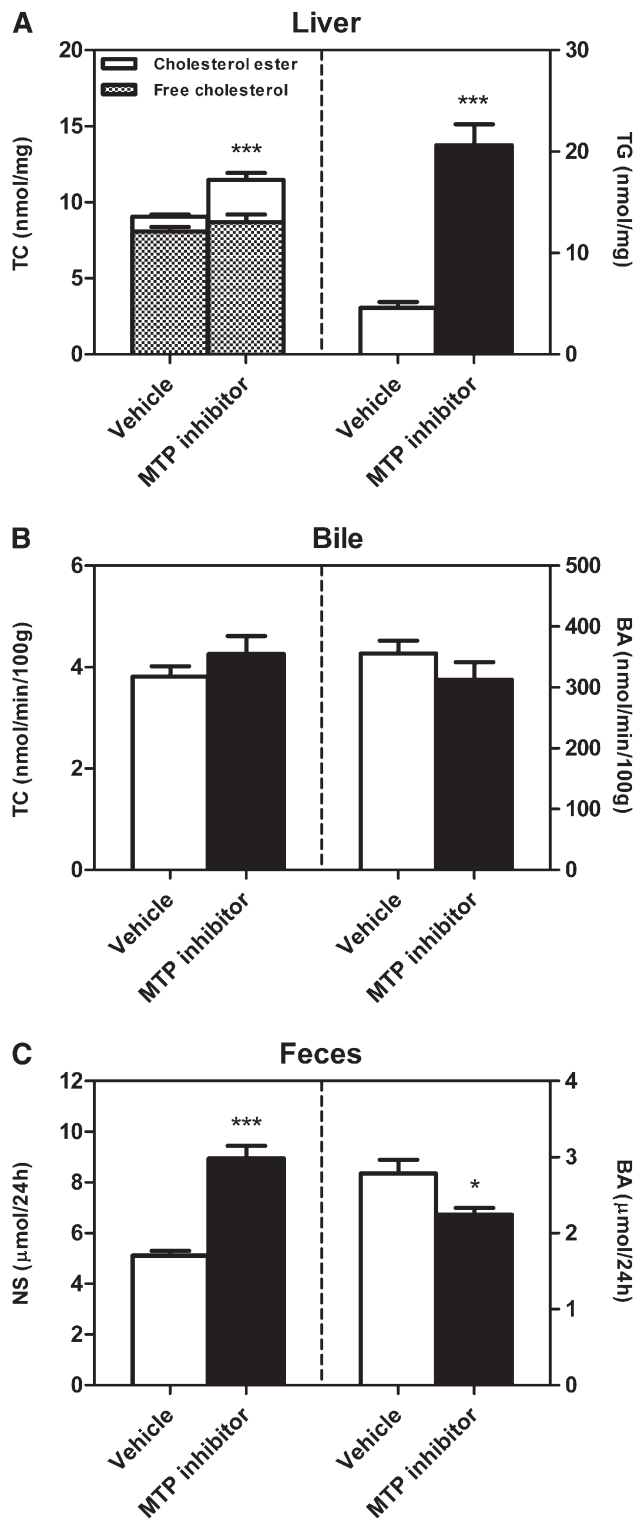 A
Liver
20
15
10
5
0
TC (nmol/mg)
Cholesterol ester
Free cholesterol
***
***
30
20
10
0
TG (nmol/mg)
Vehicle
MTP inhibitor
Vehicle
MTP inhibitor
B
Bile
6
4
2
0
TC (nmol/min/100g)
500
400
300
200
100
0
BA (nmol/min/100g)
Vehicle
MTP inhibitor
Vehicle
MTP inhibitor
C
Feces
12
10
8
6
4
2
0
NS (μmol/24h)
***
*
4
3
2
1
0
BA (μmol/24h)
Vehicle
MTP inhibitor
Vehicle
MTP inhibitor